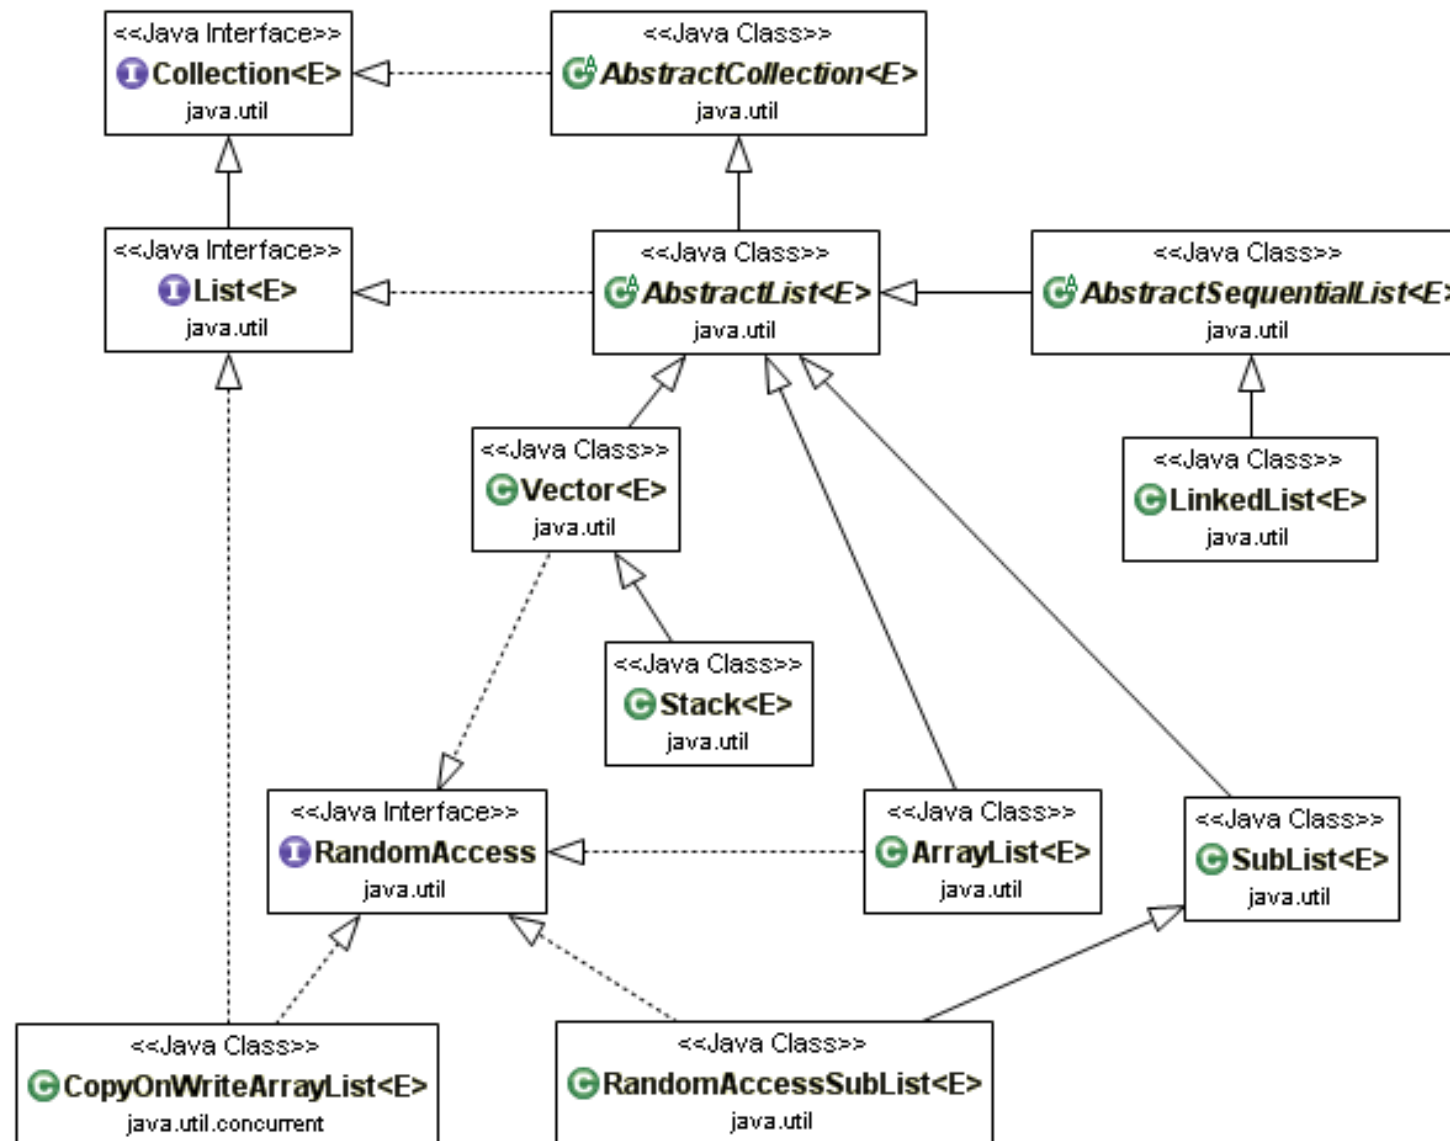 <<Java Interface>>
Collection<E>
java.util
<<Java Class>>
AbstractCollection<E>
java.util
<<Java Interface>>
List<E>
java.util
<<Java Class>>
AbstractList<E>
java.util
<<Java Class>>
AbstractSequentialList<E>
java.util
<<Java Class>>
Vector<E>
java.util
<<Java Class>>
LinkedList<E>
java.util
<<Java Class>>
Stack<E>
java.util
<<Java Interface>>
RandomAccess
java.util
<<Java Class>>
ArrayList<E>
java.util
<<Java Class>>
SubList<E>
java.util
<<Java Class>>
CopyOnWriteArrayList<E>
java.util.concurrent
<<Java Class>>
RandomAccessSubList<E>
java.util